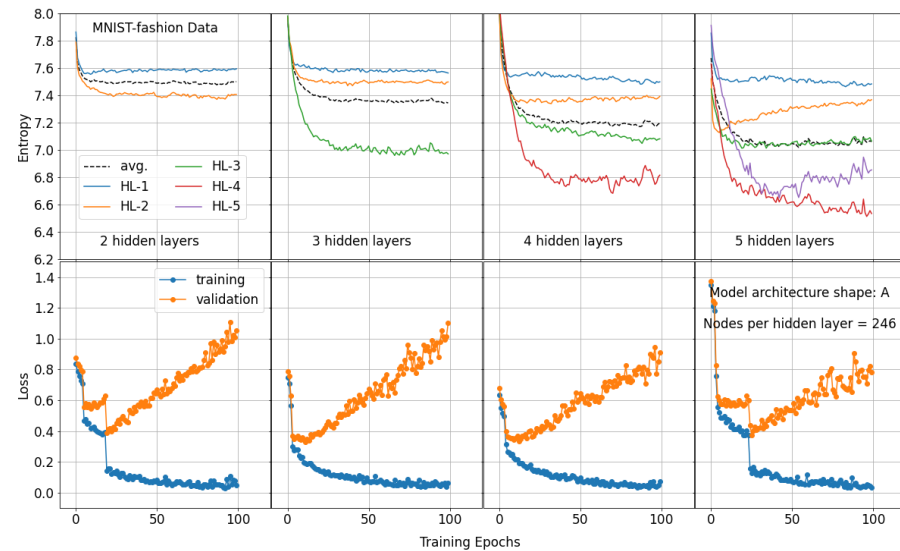 MNIST-fashion Data
8.0
7.8
7.6
7.4
7.2
7.0
6.8
6.6
6.4
6.2
Entropy
avg.
HL-1
HL-2
HL-3
HL-4
HL-5
2 hidden layers
3 hidden layers
4 hidden layers
5 hidden layers
1.4
1.2
1.0
0.8
0.6
0.4
0.2
0.0
Loss
training
validation
Model architecture shape: A
Nodes per hidden layer = 246
0 50 100 0 50 100 0 50 100 0 50 100
Training Epochs